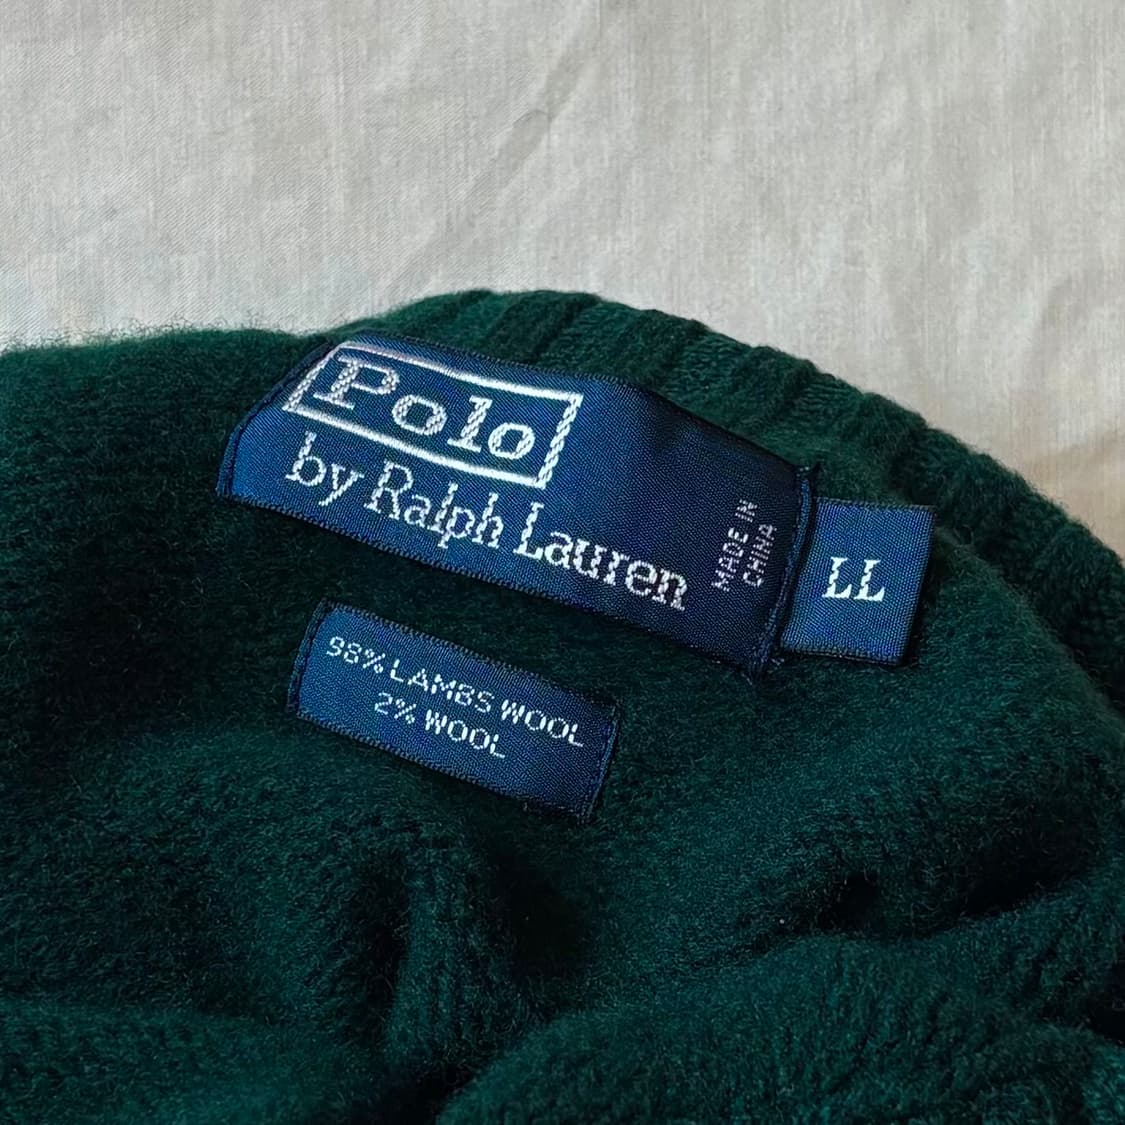 Polo
by Ralph Lauren
MADE IN
CHINA
LL
98% LAMBS WOOL
2% WOOL